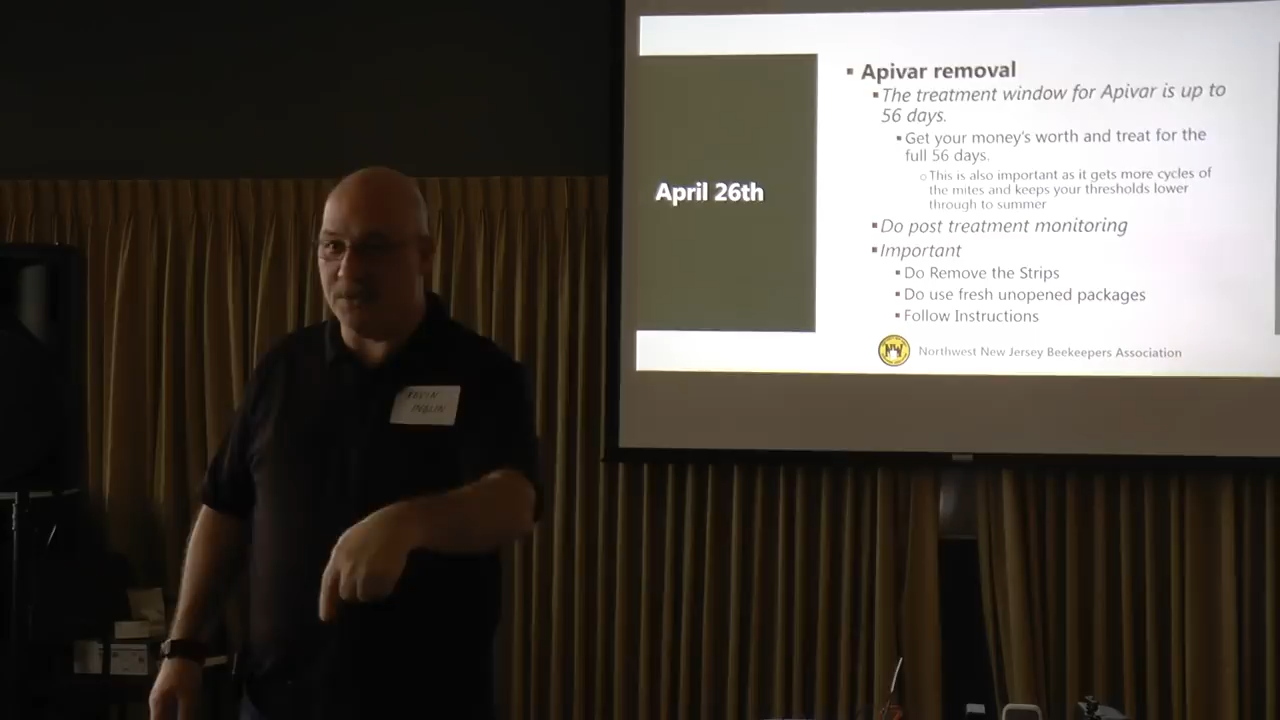 April 26th
Apivar removal
The treatment window for Apivar is up to
56 days.
Get your money's worth and treat for the
full 56 days.
This is also important as it gets more cycles of
the mites and keeps your thresholds lower
through to summer
Do post treatment monitoring
Important
Do Remove the Strips
Do use fresh unopened packages
Follow Instructions
NW
Northwest New Jersey Beekeepers Association